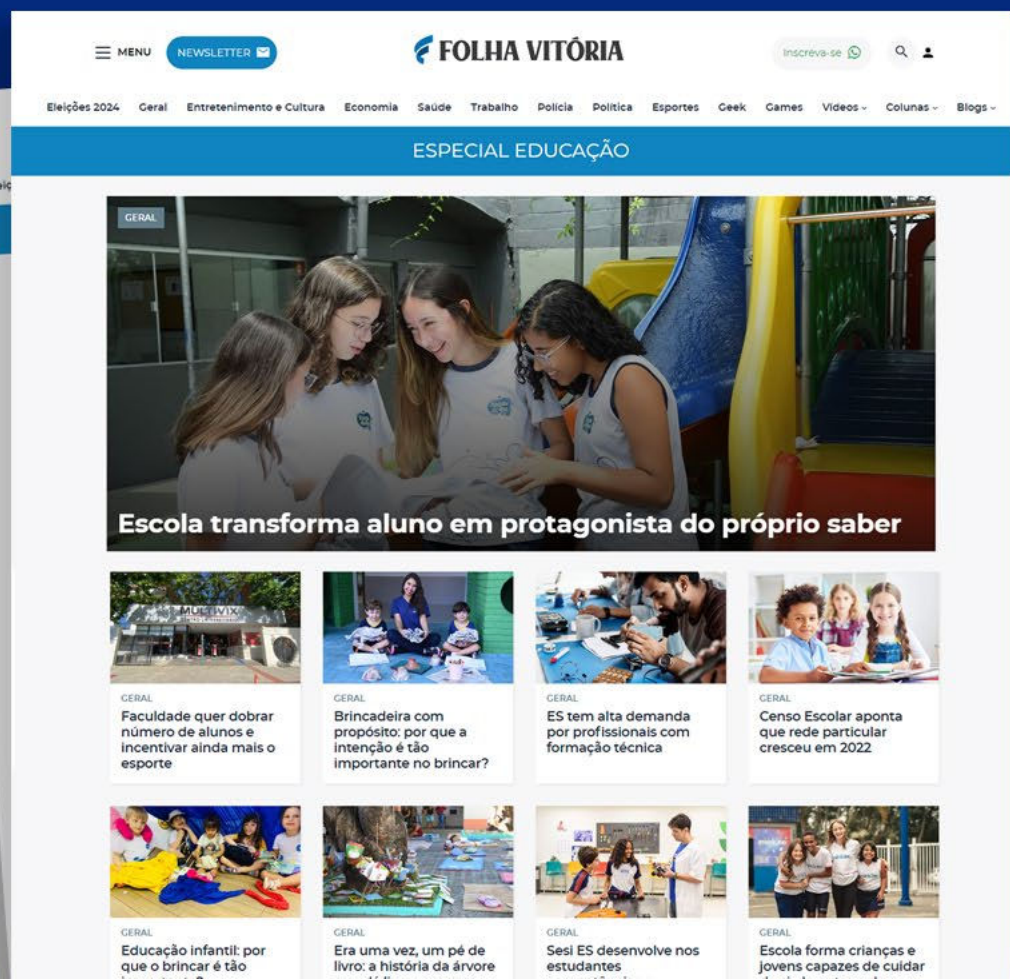 MENU
NEWSLETTER
FOLHA VITÓRIA
Inscreva-se
Eleições 2024 Geral Entretenimento e Cultura Economia Saúde Trabalho Polícia Política Esportes Geek Games Vídeos Colunas Blogs
ESPECIAL EDUCAÇÃO
GERAL
Escola transforma aluno em protagonista do próprio saber
MULTIVIX
GERAL
Faculdade quer dobrar
número de alunos e
incentivar ainda mais o
esporte
GERAL
Brincadeira com
propósito: por que a
intenção é tão
importante no brincar?
GERAL
ES tem alta demanda
por profissionais com
formação técnica
GERAL
Censo Escolar aponta
que rede particular
cresceu em 2022
GERAL
Educação infantil: por
que o brincar é tão
GERAL
Era uma vez, um pé de
livro: a história da árvore
GERAL
Sesi ES desenvolve nos
estudantes
GERAL
Escola forma crianças e
jovens capazes de cuidar